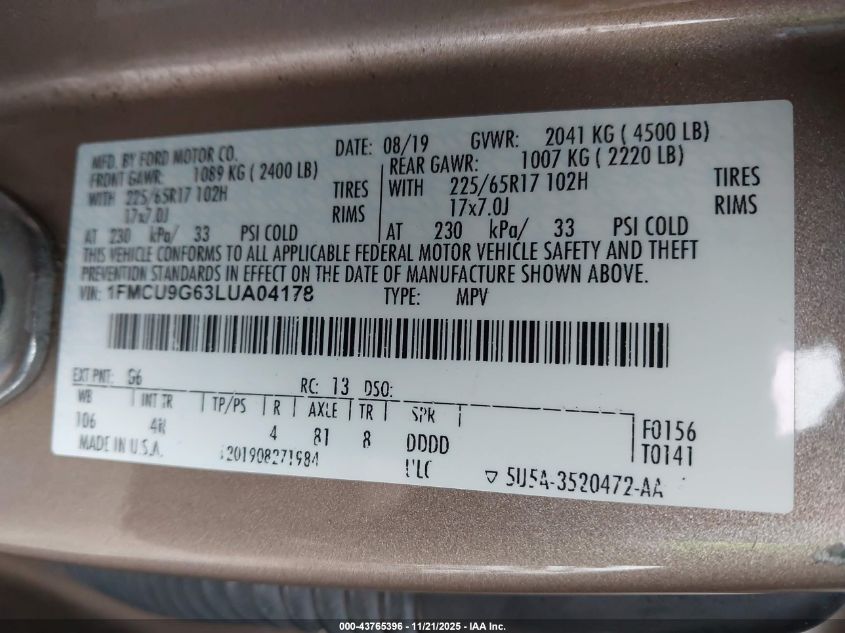 MFD. BY FORD MOTOR CO. DATE: 08/19 GVWR: 2041 KG ( 4500 LB)
FRONT GAWR: 1089 KG ( 2400 LB) REAR GAWR: 1007 KG ( 2220 LB)
WITH 225/65R17 102H TIRES WITH 225/65R17 102H TIRES
17x7.0J RIMS 17x7.0J RIMS
AT 230 kPa/ 33 PSI COLD AT 230 kPa/ 33 PSI COLD
THIS VEHICLE CONFORMS TO ALL APPLICABLE FEDERAL MOTOR VEHICLE SAFETY AND THEFT
PREVENTION STANDARDS IN EFFECT ON THE DATE OF MANUFACTURE SHOWN ABOVE.
VIN: 1FMCU9G63LUA04178 TYPE: MPV
EXT PNT: G6 RC: 13 DSO:
WB INT TR TP/PS R AXLE TR SPR
106 4 81 8 DDDD F0156
MADE IN U.S.A. 201908271984 T0141
5U5A-3520472-AA
000-43765396 - 11/21/2025 - IAA Inc.